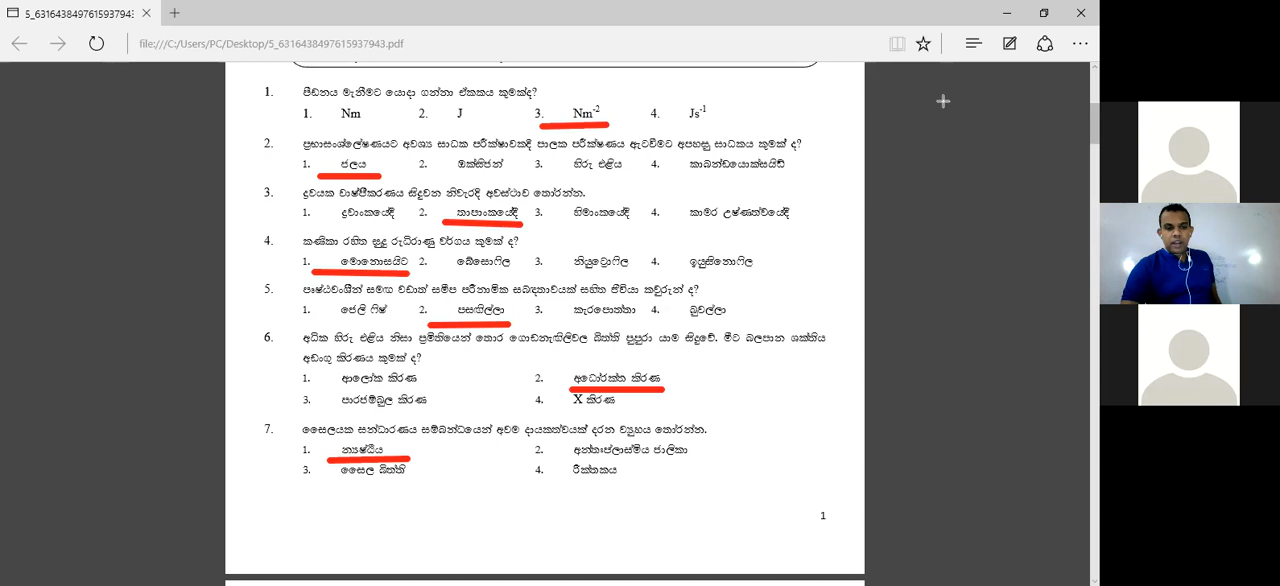 5_631643849761593794:
file:///C:/Users/PC/Desktop/5_6316438497615937943.pdf
1. පීඩනය මැනීමට යොදා ගන්නා ඒකකය කුමක්ද?
1. Nm 2. J 3. Nm-2 4. Js-1
2. ප්‍රභාසංශ්ලේෂණයට අවශ්‍ය සාධක පරීක්ෂාවකදී පාලක පරීක්ෂණය ඇටවීමට අපහසු සාධකය කුමක් ද?
1. ජලය 2. ඔක්සිජන් 3. හිරු එළිය 4. කාබන්ඩයොක්සයිඩ්
3. ද්‍රවයක වාෂ්පීකරණය සිදුවන නිවැරදි අවස්ථාව තෝරන්න.
1. ද්‍රවාංකයේදී 2. තාපාංකයේදී 3. හිමාංකයේදී 4. කාමර උෂ්ණත්වයේදී
4. කණිකා රහිත සුදු රුධිරාණු වර්ගය කුමක් ද?
1. මොනොසයිට 2. බේසොෆිල 3. නියුට්‍රොෆිල 4. ඉයුසිනොෆිල
5. පෘෂ්ඨවංශීන් සමඟ වඩාත් සමීප පරිනාමික සබඳතාවයක් සහිත ජීවියා කවුරුන් ද?
1. ජෙලි ෆිෂ් 2. පසඟිල්ලා 3. කැරපොත්තා 4. බූවල්ලා
6. අධික හිරු එළිය නිසා ප්‍රමිතියෙන් තොර ගොඩනැඟිලිවල බිත්ති පුපුරා යාම සිදුවේ. මීට බලපාන ශක්තිය
අඩංගු කිරණය කුමක් ද?
1. ආලෝක කිරණ 2. අධෝරක්ත කිරණ
3. පාරජම්බුල කිරණ 4. X කිරණ
7. සෛලයක සන්ධාරණය සම්බන්ධයෙන් අවම දායකත්වයක් දරන ව්‍යුහය තෝරන්න.
1. න්‍යෂ්ඨිය 2. අන්තඃප්ලාස්මීය ජාලිකා
3. සෛල බිත්ති 4. රික්තකය
1